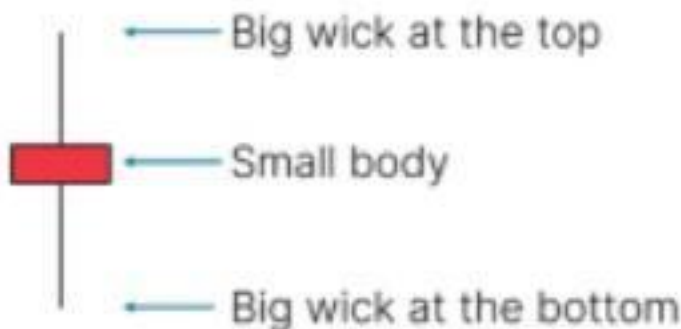 Big wick at the top
Small body
Big wick at the bottom